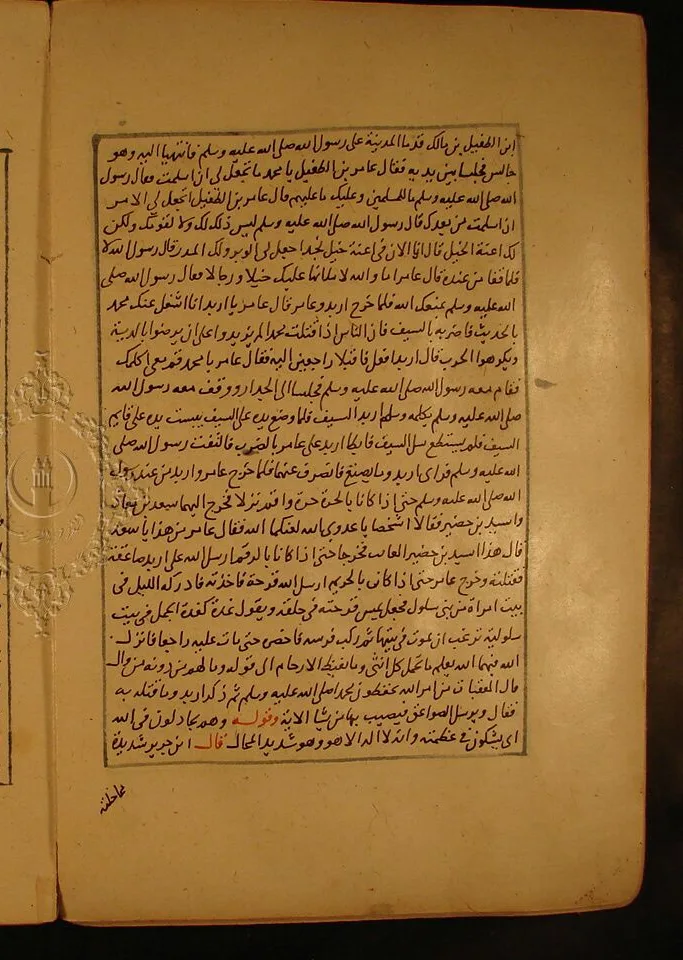 ابن الطفيل بن مالك قدما المدينة على رسول الله صلى الله عليه وسلم فانتهيا اليه وهو
جالس فجلسا بين يديه فقال عامر بن الطفيل يا محمد ما تجعل لي ان اسلمت فقال رسول
الله صلى الله عليه وسلم ما للمسلمين وعليك ما عليهم قال عامر بن الطفيل اتجعل لي الامر
ان اسلمت من بعدك قال رسول الله صلى الله عليه وسلم ليس ذلك لك ولا لقومك ولكن
لك اعنة الخيل قال انا الان في اعنة خيل نجد اجعل لي الوبر ولك المدر قال رسول الله لا
فلما قفا من عنده قال عامر اما والله لاملانها عليك خيلا ورجالا فقال رسول الله صلى
الله عليه وسلم يمنعك الله فلما خرج اربد وعامر قال عامر يا اربد انا اشغل عنك محمد
بالحديث فاضربه بالسيف فان الناس اذا قتلت محمدا لم يزيدوا على ان يرضوا بالدية
ويكرهوا الحرب قال اربد افعل فاقبلا راجعين اليه فقال عامر يا محمد قم معي اكلمك
فقام معه رسول الله صلى الله عليه وسلم فجلسا الى الجدار ووقف معه رسول الله
صلى الله عليه وسلم يكلمه وسل اربد السيف فلما وضع يده على السيف يبست يده على قايم
السيف فلم يستطع سل السيف فابطا اربد على عامر بالضرب فالتفت رسول الله صلى
الله عليه وسلم فراى اربد وما يصنع فانصرف عنهما فلما خرج عامر واربد من عند رسول
الله صلى الله عليه وسلم حتى اذا كانا بالحرة حرة واقد نزلا فخرج اليهما سعد بن معاذ
واسيد بن حضير فقالا اشخصا يا عدوي الله لعنكما الله فقال عامر من هذا يا سعد
قال هذا اسيد بن حضير الكاتب فخرجا حتى اذا كانا بالرقم ارسل الله على اربد صاعقة
فقتلته وخرج عامر حتى اذا كان بالخريم ارسل الله قرحة فاخذته فادركه الليل في
بيت امراة من بني سلول فجعل يمس قرحته في حلقه ويقول غدة كغدة الجمل في بيت
سلولية ترغب ان يموت في بيتها ثم ركب فرسه فاحضره حتى مات عليه راجعا فانزل
الله فيهما الله يعلم ما تحمل كل انثى وما تغيض الارحام الى قوله وما لهم من دونه من وال
قال المعقبات من امر الله يحفظون محمدا صلى الله عليه وسلم ثم ذكر اربد وما قتله به
فقال ويرسل الصواعق فيصيب بها من يشا الاية وقوله وهم يجادلون في الله
اي يشكون في عظمته وانه لا اله الا هو وهو شديد المحال قال ابن جرير شديدة